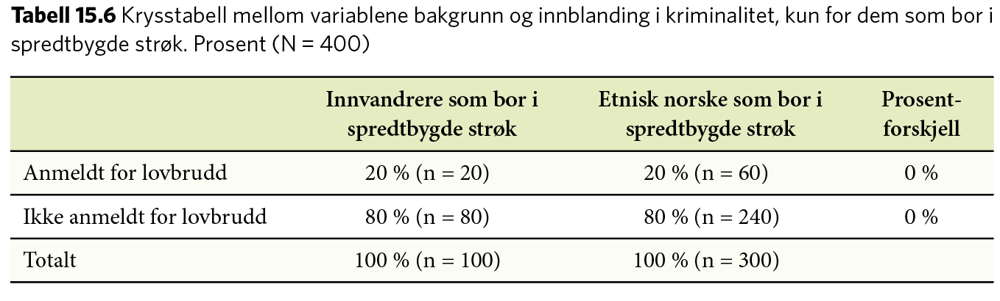 Tabell 15.6 Krysstabell mellom variablene bakgrunn og innblanding i kriminalitet, kun for dem som bor i
spredtbygde strøk. Prosent (N = 400)
Innvandrere som bor i spredtbygde strøk Etnisk norske som bor i spredtbygde strøk Prosent-forskjell
Anmeldt for lovbrudd 20 % (n = 20) 20 % (n = 60) 0 %
Ikke anmeldt for lovbrudd 80 % (n = 80) 80 % (n = 240) 0 %
Totalt 100 % (n = 100) 100 % (n = 300)